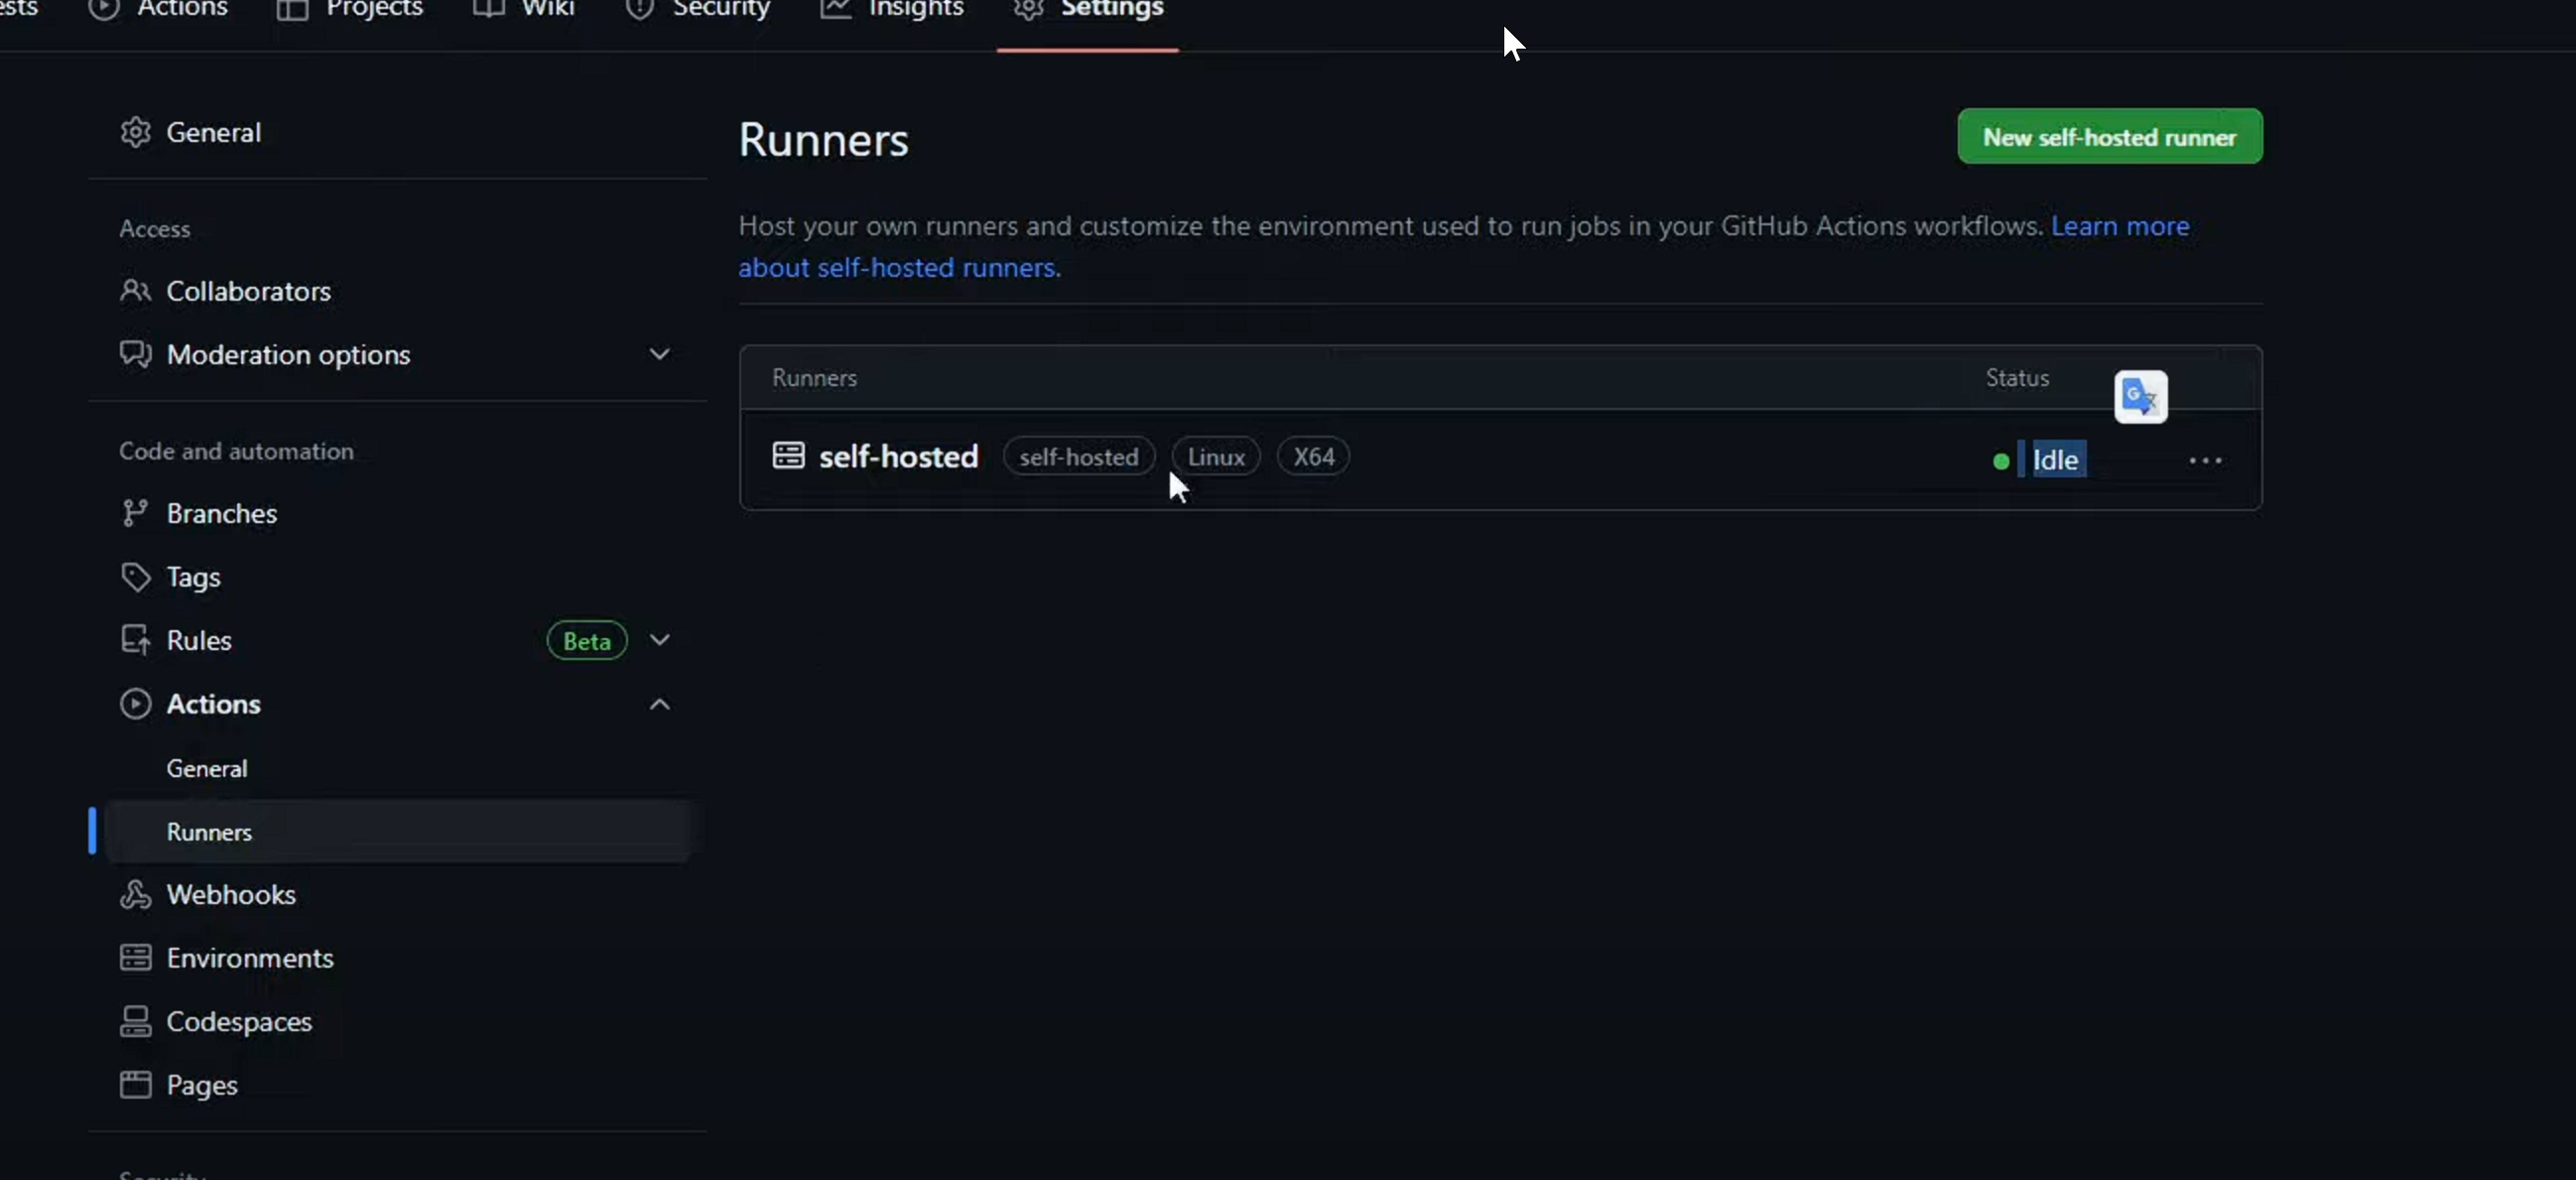 Actions Projects Wiki Security Insights Settings
General
Access
Collaborators
Moderation options
Code and automation
Branches
Tags
Rules Beta
Actions
General
Runners
Webhooks
Environments
Codespaces
Pages
Security
Runners
New self-hosted runner
Host your own runners and customize the environment used to run jobs in your GitHub Actions workflows. Learn more
about self-hosted runners.
Runners Status
self-hosted self-hosted Linux X64 Idle